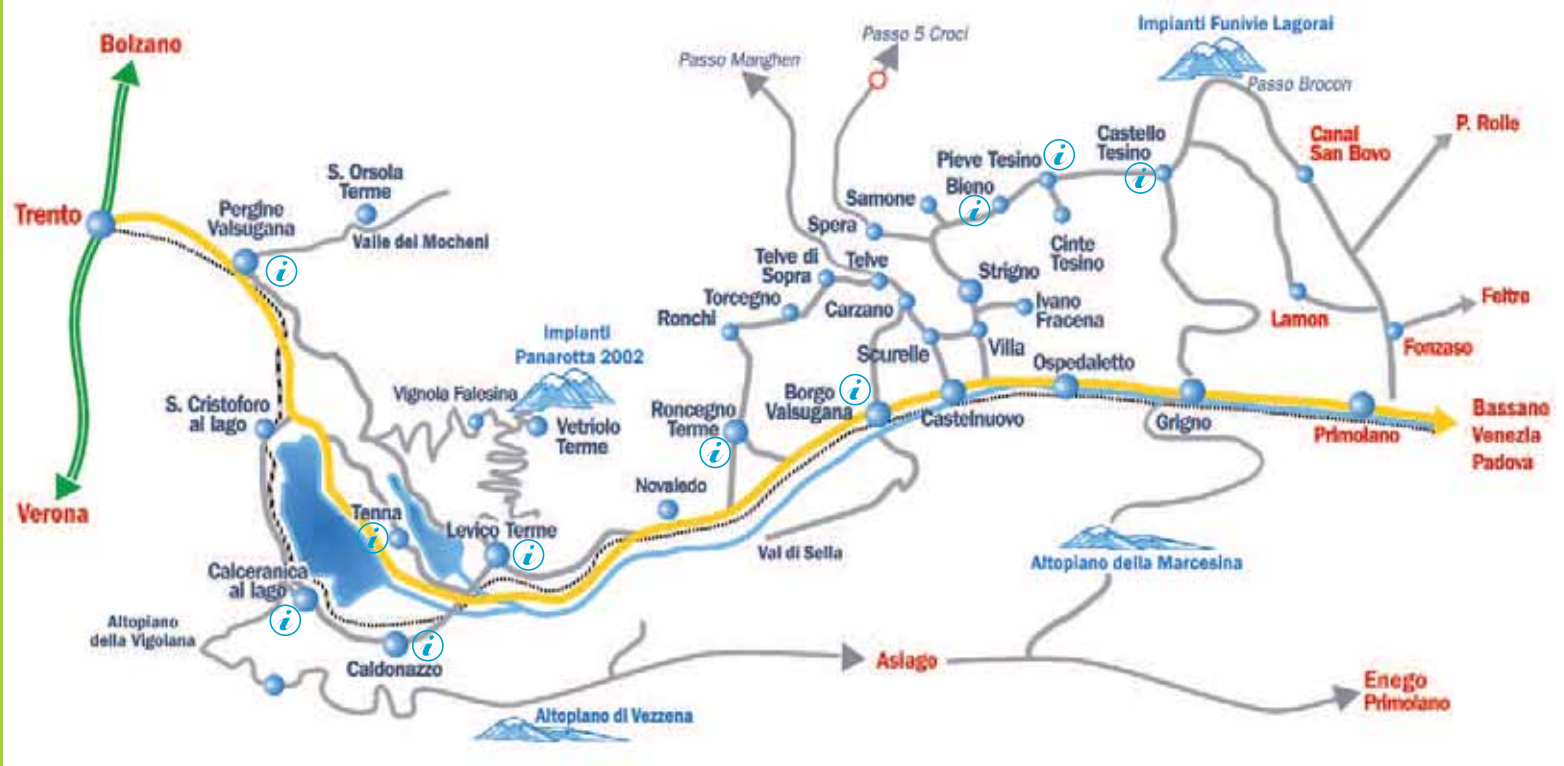 Bolzano
Trento
Verona
Pergine
Valsugana
i
S. Orsola
Terme
Valle dei Mocheni
S. Cristoforo
al lago
Tenna
i
Levico Terme
i
Calceranica
al lago
i
Caldonazzo
i
Altopiano
della Vigolana
Vignola Falesina
Impianti
Panarotta 2002
Vetriolo
Terme
Novaledo
Roncegno
Terme
i
Ronchi
Torcegno
Telve di
Sopra
Telve
Carzano
Scurelle
Borgo
Valsugana
i
Castelnuovo
Val di Sella
Passo Manghen
Passo 5 Croci
Samone
Spera
Strigno
Ivano
Fracena
Villa
Ospedaletto
Bieno
i
Pieve Tesino
i
Cinte
Tesino
Castello
Tesino
i
Impianti Funivie Lagorai
Passo Brocon
Canal
San Bovo
P. Rolle
Lamon
Feltre
Fonzaso
Grigno
Primolano
Bassano
Venezia
Padova
Altopiano della Marcesina
Asiago
Enego
Primolano
Altopiano di Vezzena